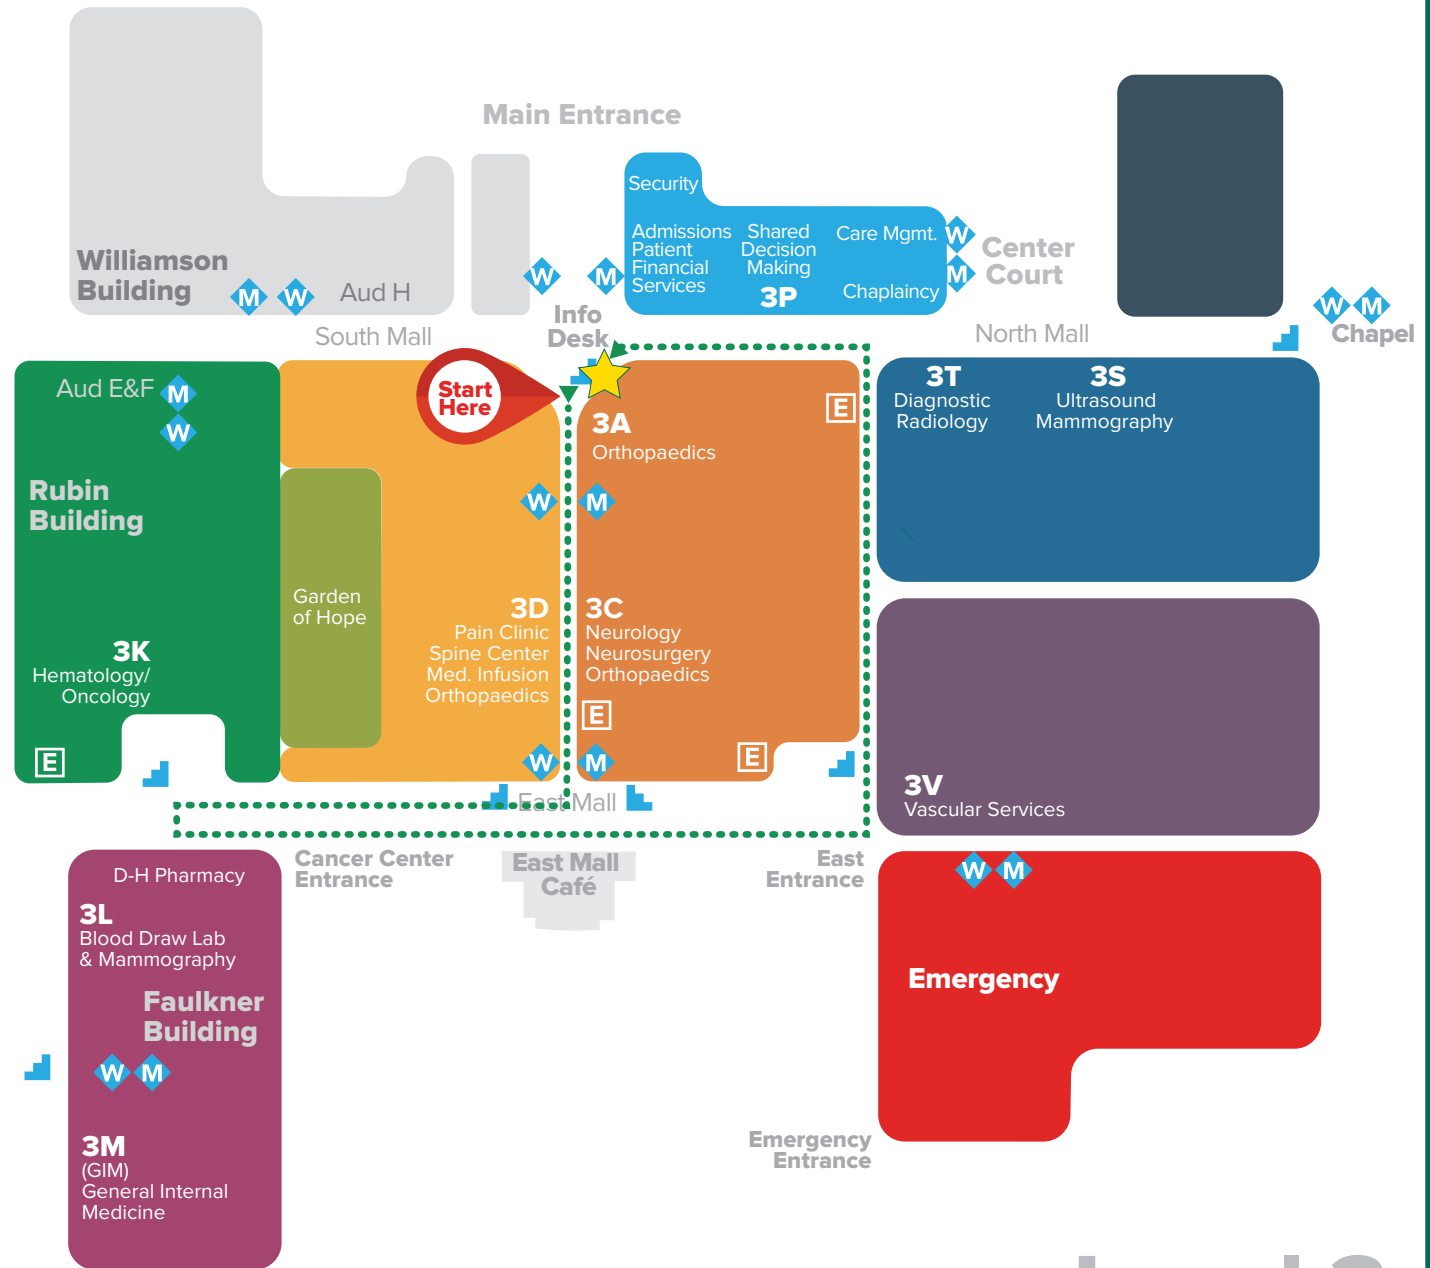 Main Entrance
Security
Admissions
Patient
Financial
Services
Shared
Decision
Making
3P
Care Mgmt.
Chaplaincy
W
M
Center
Court
Williamson
Building
M
W
Aud H
W
M
Info
Desk
South Mall
North Mall
W
M
Chapel
Aud E&F
M
W
Rubin
Building
3K
Hematology/
Oncology
E
Garden
of Hope
Start
Here
W
M
3D
Pain Clinic
Spine Center
Med. Infusion
Orthopaedics
W
M
3A
Orthopaedics
E
3C
Neurology
Neurosurgery
Orthopaedics
E
E
3T
Diagnostic
Radiology
3S
Ultrasound
Mammography
3V
Vascular Services
East Mall
Cancer Center
Entrance
East Mall
Café
East
Entrance
W
M
Emergency
Emergency
Entrance
D-H Pharmacy
3L
Blood Draw Lab
& Mammography
Faulkner
Building
W
M
3M
(GIM)
General Internal
Medicine